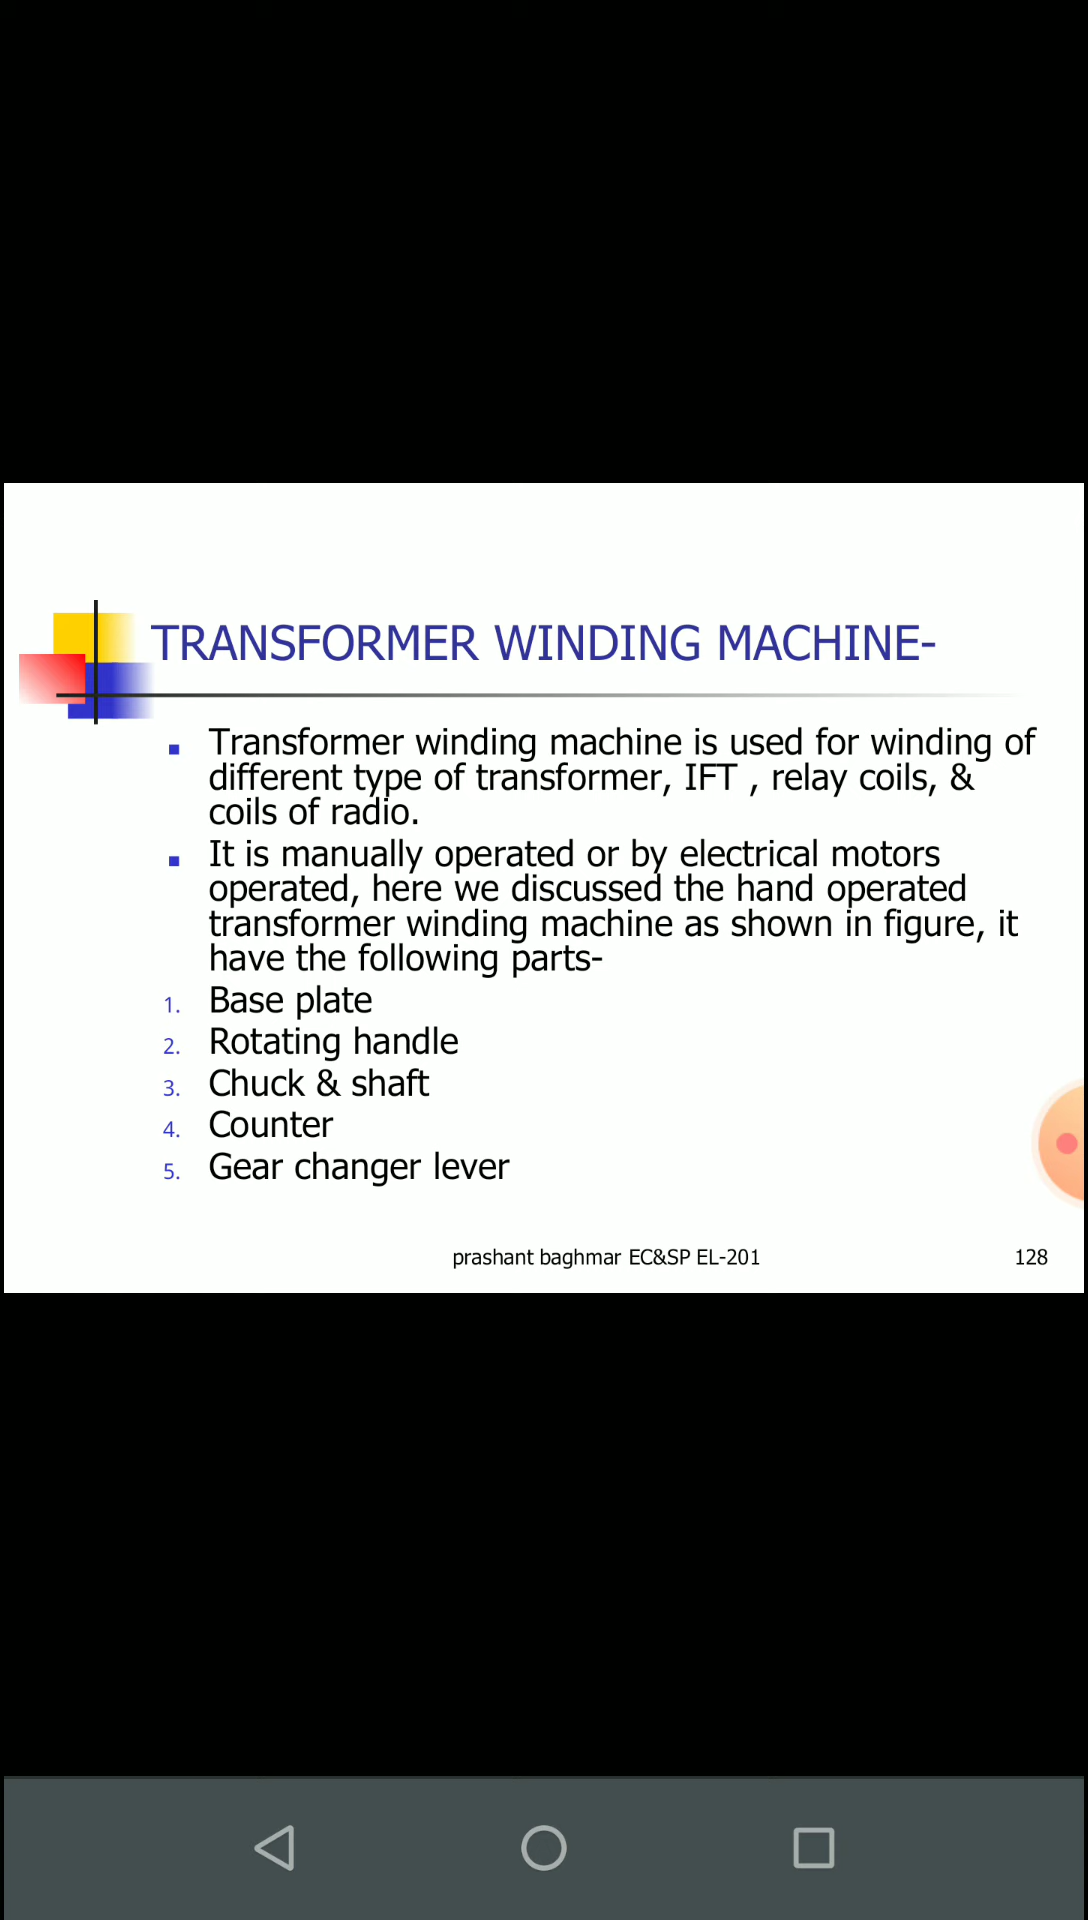 TRANSFORMER WINDING MACHINE-
Transformer winding machine is used for winding of
different type of transformer, IFT , relay coils, &
coils of radio.
It is manually operated or by electrical motors
operated, here we discussed the hand operated
transformer winding machine as shown in figure, it
have the following parts-
1. Base plate
2. Rotating handle
3. Chuck & shaft
4. Counter
5. Gear changer lever
prashant baghmar EC&SP EL-201 128